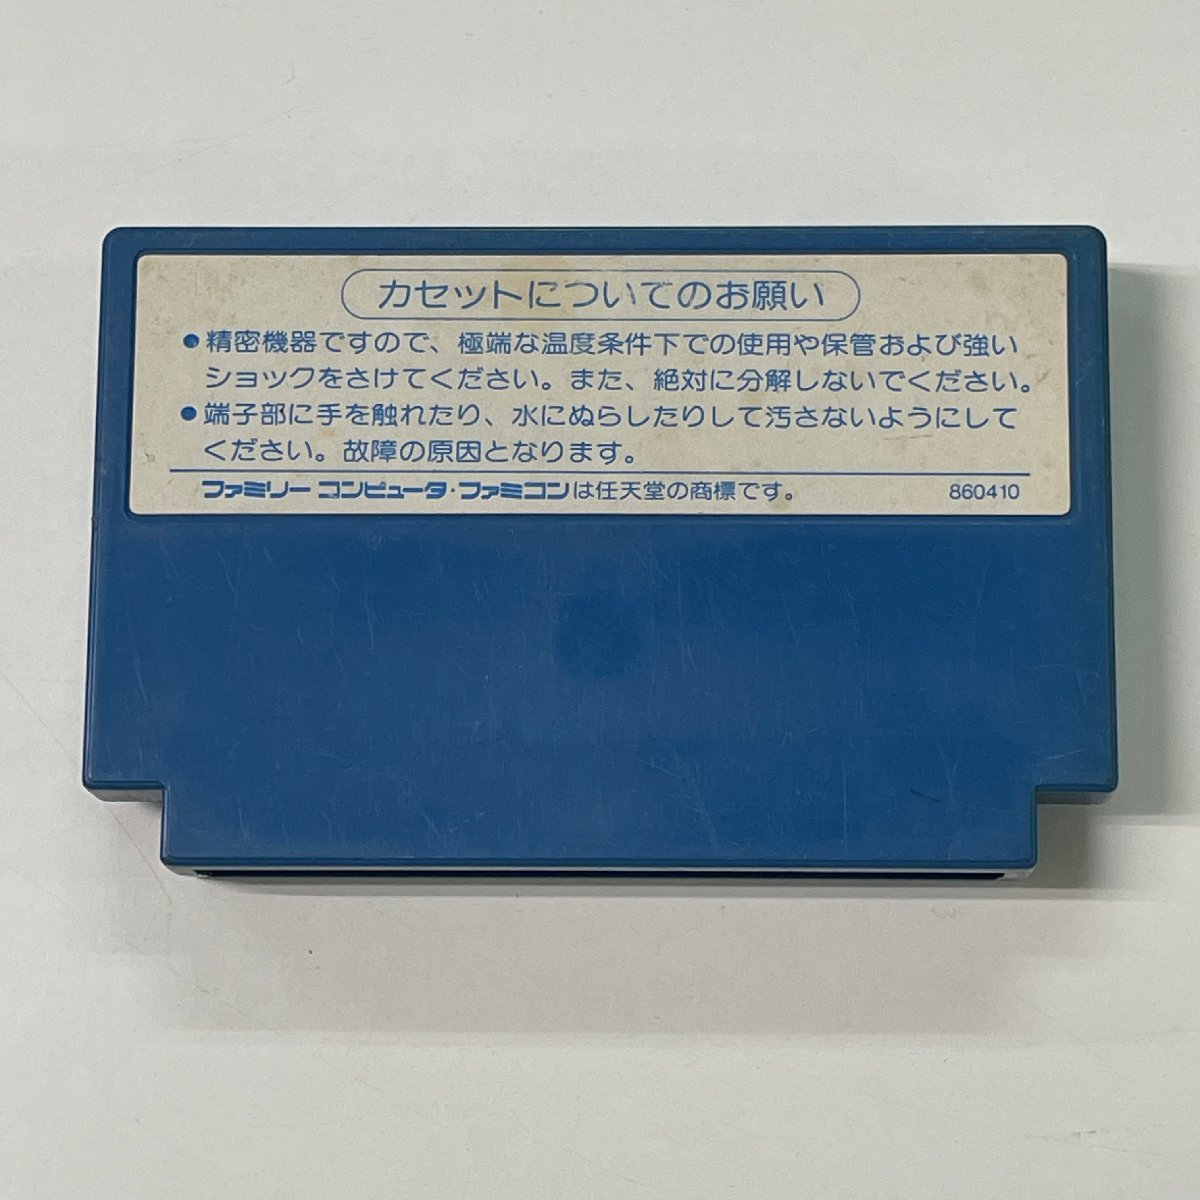 カセットについてのお願い
●精密機器ですので、極端な温度条件下での使用や保管および強い
ショックをさけてください。また、絶対に分解しないでください。
●端子部に手を触れたり、水にぬらしたりして汚さないようにして
ください。故障の原因となります。
ファミリーコンピュータ・ファミコンは任天堂の商標です。 860410